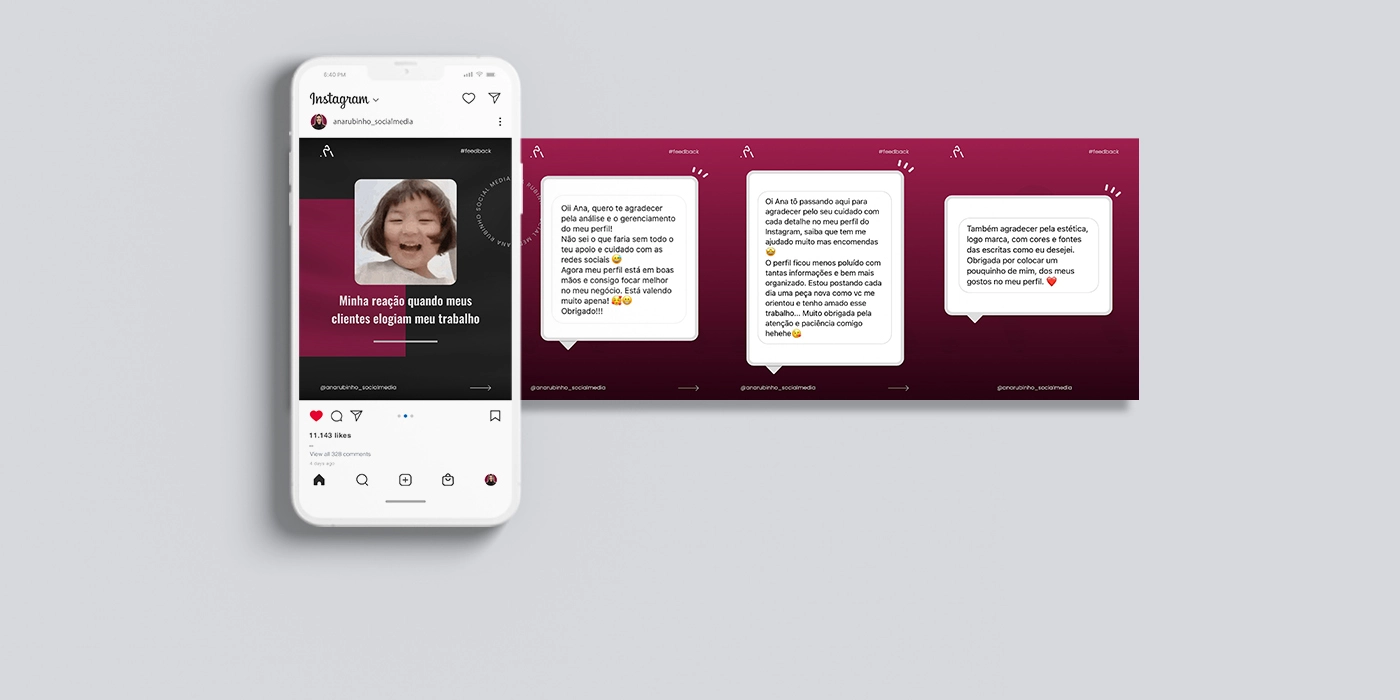 8:40 PM
Instagram
anarubinho_socialmedia
#feedback
SOCIAL MEDIA
ANA RUBINHO
Minha reação quando meus
clientes elogiam meu trabalho
@anarubinho_socialmedia
11.143 likes
View all 328 comments
4 days ago
#feedback
Oii Ana, quero te agradecer
pela análise e o gerenciamento
do meu perfil!
Não sei o que faria sem todo o
teu apoio e cuidado com as
redes sociais 😅
Agora meu perfil está em boas
mãos e consigo focar melhor
no meu negócio. Está valendo
muito apena! 🥰😁
Obrigado!!!
@anarubinho_socialmedia
#feedback
Oi Ana tô passando aqui para
agradecer pelo seu cuidado com
cada detalhe no meu perfil do
Instagram, saiba que tem me
ajudado muito mas encomendas
🤩
O perfil ficou menos poluído com
tantas informações e bem mais
organizado. Estou postando cada
dia uma peça nova como vc me
orientou e tenho amado esse
trabalho... Muito obrigada pela
atenção e paciência comigo
hehehe😘
@anarubinho_socialmedia
#feedback
Também agradecer pela estética,
logo marca, com cores e fontes
das escritas como eu desejei.
Obrigada por colocar um
pouquinho de mim, dos meus
gostos no meu perfil. ❤️
@anarubinho_socialmedia